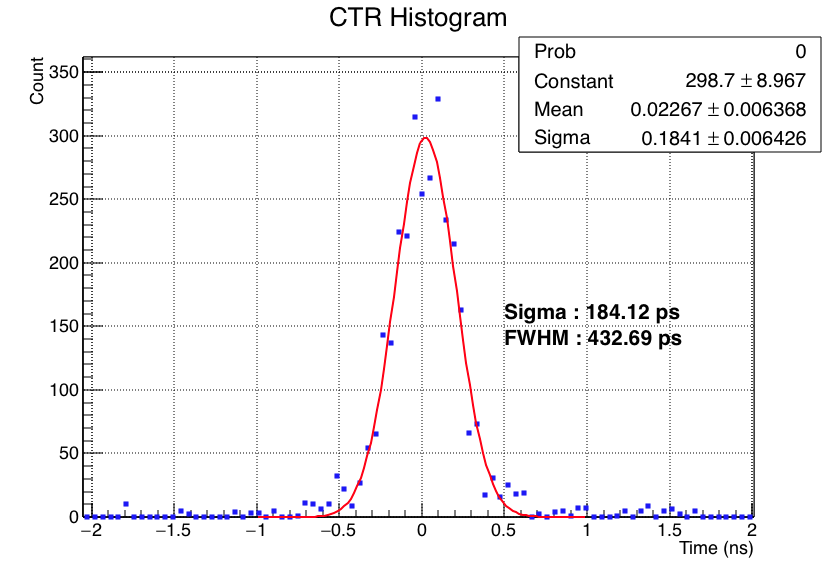 CTR Histogram
Prob 0
Constant 298.7 ± 8.967
Mean 0.02267 ± 0.006368
Sigma 0.1841 ± 0.006426
Count
350
300
250
200
150
100
50
0
Sigma : 184.12 ps
FWHM : 432.69 ps
−2 −1.5 −1 −0.5 0 0.5 1 1.5 2
Time (ns)